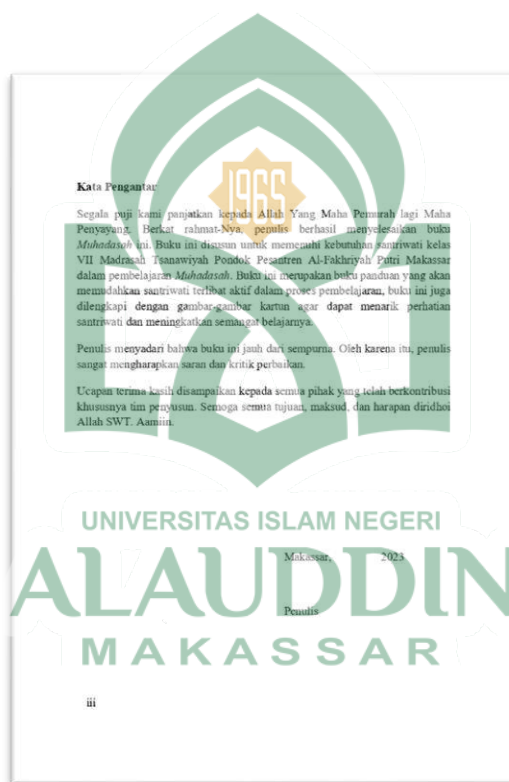 Kata Pengantar
Segala puji kami panjatkan kepada Allah Yang Maha Pemurah lagi Maha
Penyayang. Berkat rahmat-Nya, penulis berhasil menyelesaikan buku
Muhadasah ini. Buku ini disusun untuk memenuhi kebutuhan santriwati kelas
VII Madrasah Tsanawiyah Pondok Pesantren Al-Fakhriyah Putri Makassar
dalam pembelajaran Muhadasah. Buku ini merupakan buku panduan yang akan
memudahkan santriwati terlibat aktif dalam proses pembelajaran, buku ini juga
dilengkapi dengan gambar-gambar kartun agar dapat menarik perhatian
santriwati dan meningkatkan semangat belajarnya.
Penulis menyadari bahwa buku ini jauh dari sempurna. Oleh karena itu, penulis
sangat mengharapkan saran dan kritik perbaikan.
Ucapan terima kasih disampaikan kepada semua pihak yang telah berkontribusi
khususnya tim penyusun. Semoga semua tujuan, maksud, dan harapan diridhoi
Allah SWT. Aamiin.
1965
UNIVERSITAS ISLAM NEGERI
Makassar, 2023
ALAUDDIN
Penulis
MAKASSAR
iii